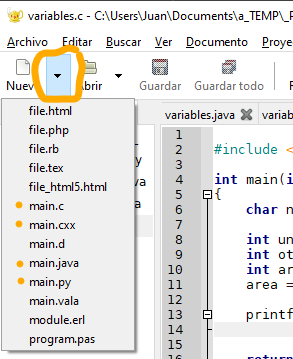 variables.c - C:\Users\Juan\Documents\a_TEMP\_P
Archivo Editar Buscar Ver Documento Proye
Nuevo Abrir Guardar Guardar todo
file.html
file.php
file.rb
file.tex
file_html5.html
main.c
main.cxx
main.d
main.java
main.py
main.vala
module.erl
program.pas
variables.java variab
1
2 #include <
3
4 int main(i
5 {
6 char n
7
8 int un
9 int ot
10 int ar
11 area =
12
13 printf
14
15
16 return